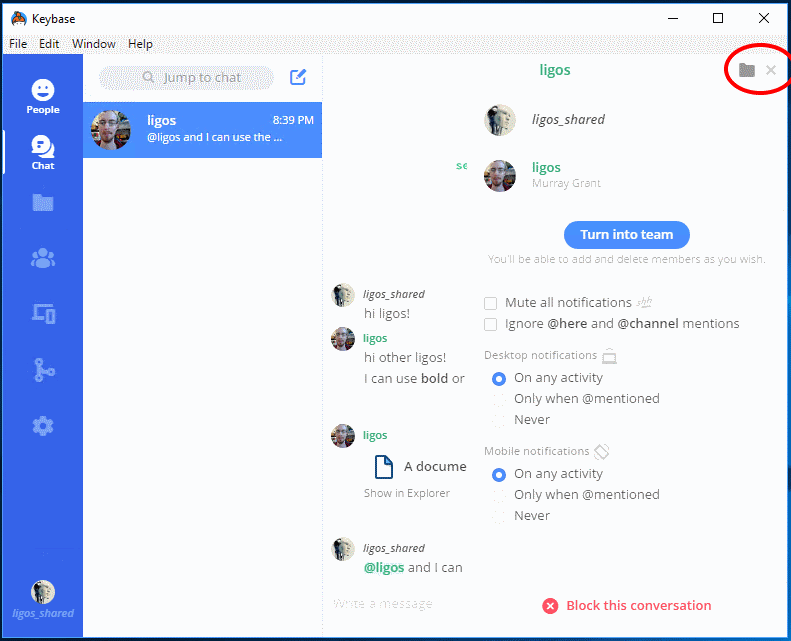 Keybase
File Edit Window Help
People
Chat
ligos_shared
Jump to chat
ligos 8:39 PM
@ligos and I can use the ...
ligos
ligos_shared
hi ligos!
ligos
hi other ligos!
I can use bold or
ligos
A docume
Show in Explorer
ligos_shared
@ligos and I can
Write a message
se
ligos_shared
ligos
Murray Grant
Turn into team
You'll be able to add and delete members as you wish.
Mute all notifications
Ignore @here and @channel mentions
Desktop notifications
On any activity
Only when @mentioned
Never
Mobile notifications
On any activity
Only when @mentioned
Never
Block this conversation